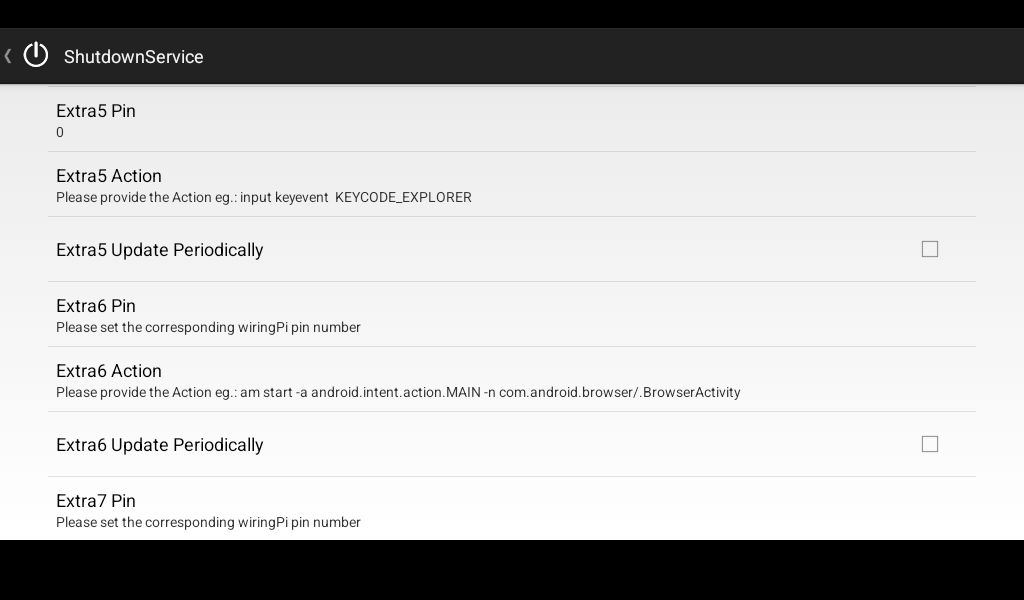 ShutdownService
Extra5 Pin
0
Extra5 Action
Please provide the Action eg.: input keyevent  KEYCODE_EXPLORER
Extra5 Update Periodically
Extra6 Pin
Please set the corresponding wiringPi pin number
Extra6 Action
Please provide the Action eg.: am start -a android.intent.action.MAIN -n com.android.browser/.BrowserActivity
Extra6 Update Periodically
Extra7 Pin
Please set the corresponding wiringPi pin number